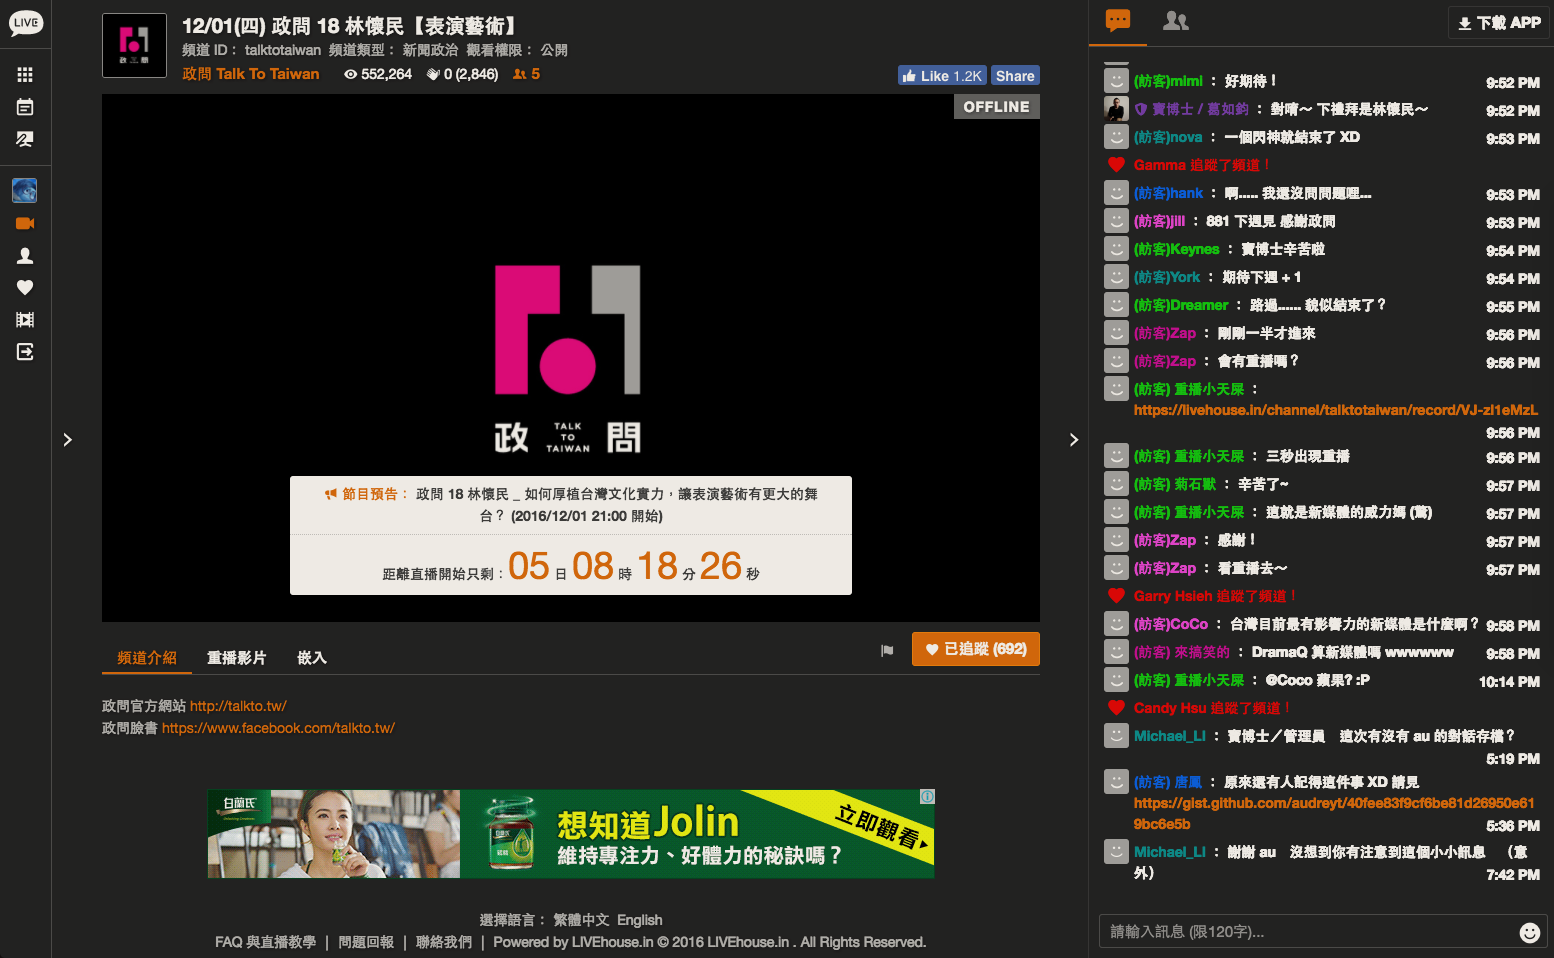 LIVE
12/01(四) 政問 18 林懷民【表演藝術】
頻道 ID： talktotaiwan 頻道類型： 新聞政治 觀看權限： 公開
政問 Talk To Taiwan 552,264 0 (2,846) 5
Like 1.2K Share
OFFLINE
政問
TALK
TO
TAIWAN
節目預告： 政問 18 林懷民 _ 如何厚植台灣文化實力，讓表演藝術有更大的舞
台？ (2016/12/01 21:00 開始)
距離直播開始只剩：05 日 08 時 18 分 26 秒
頻道介紹 重播影片 嵌入
已追蹤 (692)
政問官方網站 http://talkto.tw/
政問臉書 https://www.facebook.com/talkto.tw/
白蘭氏
想知道Jolin
維持專注力、好體力的秘訣嗎？
立即觀看
選擇語言： 繁體中文 English
FAQ 與直播教學 | 問題回報 | 聯絡我們 | Powered by LIVEhouse.in © 2016 LIVEhouse.in . All Rights Reserved.
下載 APP
(訪客)mimi ： 好期待！ 9:52 PM
寶博士 / 葛如鈞 ： 對唷～ 下禮拜是林懷民～ 9:52 PM
(訪客)nova ： 一個閃神就結束了 XD 9:53 PM
Gamma 追蹤了頻道！
(訪客)hank ： 啊..... 我還沒問問題哩... 9:53 PM
(訪客)jill ： 881 下週見 感謝政問 9:53 PM
(訪客)Keynes ： 寶博士辛苦啦 9:54 PM
(訪客)York ： 期待下週 + 1 9:54 PM
(訪客)Dreamer ： 路過...... 貌似結束了？ 9:55 PM
(訪客)Zap ： 剛剛一半才進來 9:56 PM
(訪客)Zap ： 會有重播嗎？ 9:56 PM
(訪客) 重播小天屎 ：
https://livehouse.in/channel/talktotaiwan/record/VJ-zI1eMzL
9:56 PM
(訪客) 重播小天屎 ： 三秒出現重播 9:56 PM
(訪客) 菊石獸 ： 辛苦了~ 9:57 PM
(訪客) 重播小天屎 ： 這就是新媒體的威力媽 (驚) 9:57 PM
(訪客)Zap ： 感謝！ 9:57 PM
(訪客)Zap ： 看重播去～ 9:57 PM
Garry Hsieh 追蹤了頻道！
(訪客)CoCo ： 台灣目前最有影響力的新媒體是什麼啊？ 9:58 PM
(訪客) 來搞笑的 ： DramaQ 算新媒體嗎 wwwwww 9:58 PM
(訪客) 重播小天屎 ： @Coco 蘋果? :P 10:14 PM
Candy Hsu 追蹤了頻道！
Michael_LI ： 寶博士／管理員　這次有沒有 au 的對話存檔？
5:19 PM
(訪客) 唐鳳 ： 原來還有人記得這件事 XD 請見
https://gist.github.com/audreyt/40fee83f9cf6be81d26950e61
9bc6e5b 5:36 PM
Michael_LI ： 謝謝 au　沒想到你有注意到這個小小訊息　（意
外） 7:42 PM
請輸入訊息 (限120字)...